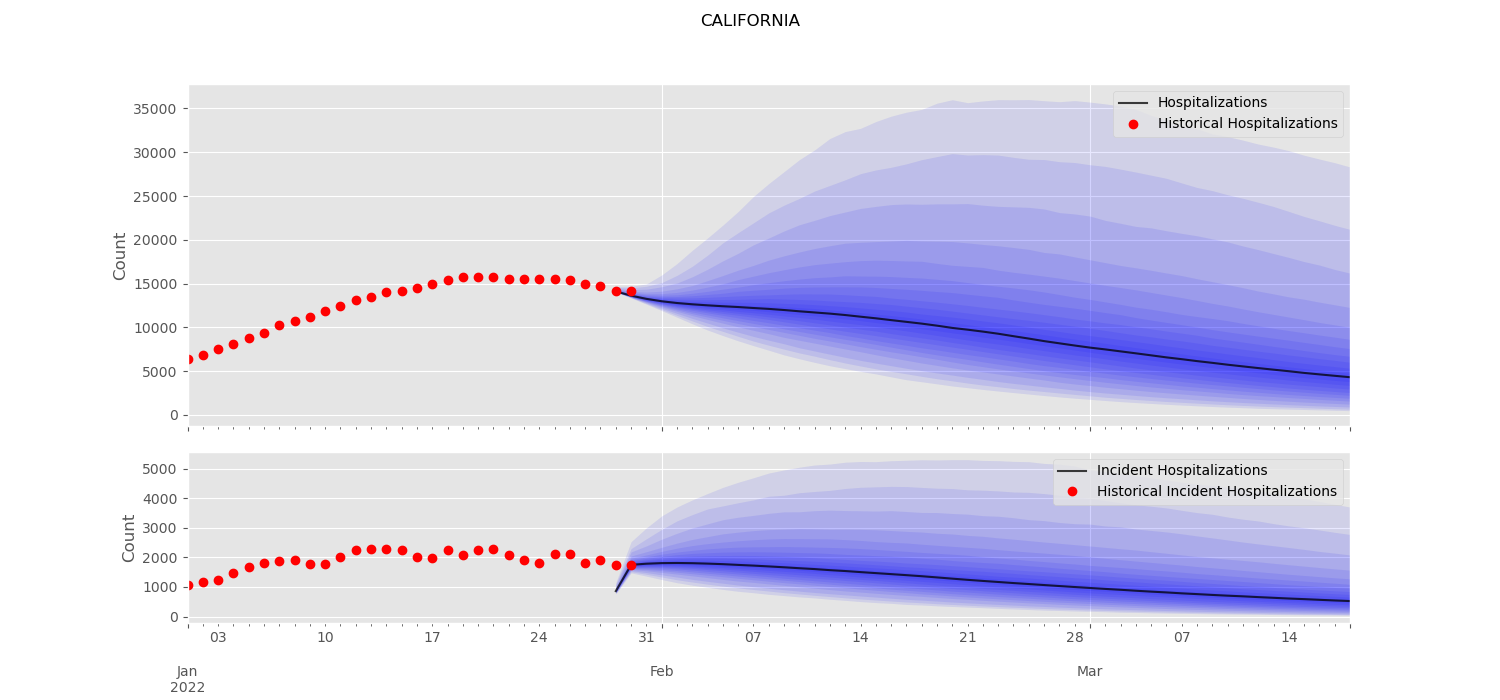 CALIFORNIA
Count
35000
30000
25000
20000
15000
10000
5000
0
Hospitalizations
Historical Hospitalizations
Count
5000
4000
3000
2000
1000
0
Incident Hospitalizations
Historical Incident Hospitalizations
03 10 17 24 31 07 14 21 28 07 14
Jan Feb Mar
2022